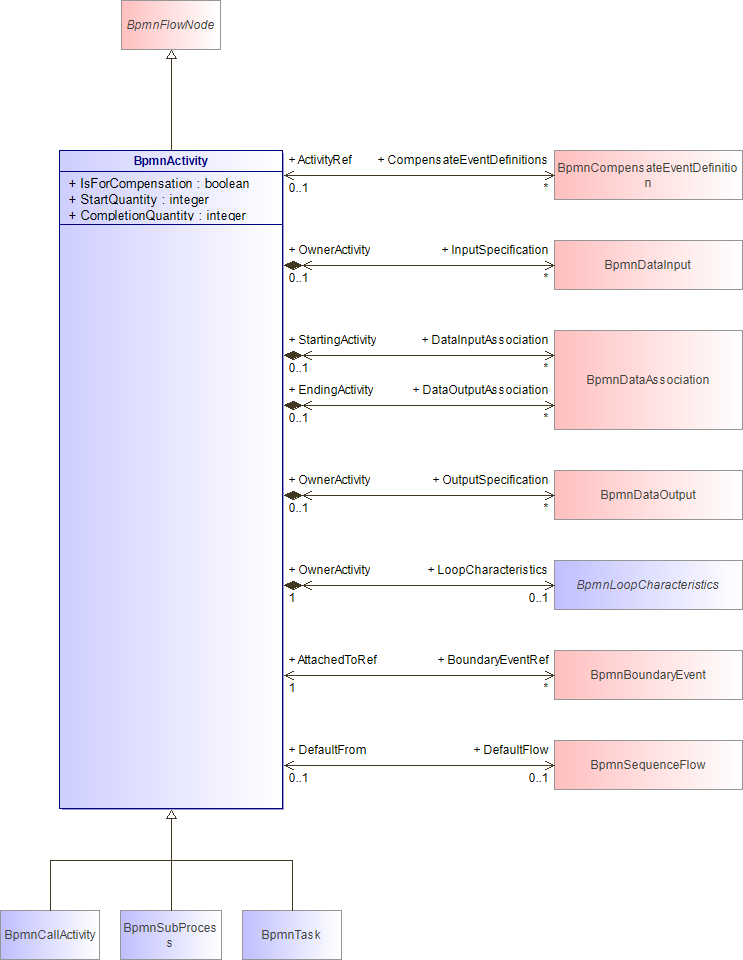 BpmnFlowNode
BpmnActivity
+ IsForCompensation : boolean
+ StartQuantity : integer
+ CompletionQuantity : integer
+ ActivityRef + CompensateEventDefinitions
0..1 *
BpmnCompensateEventDefinitio
n
+ OwnerActivity + InputSpecification
0..1 *
BpmnDataInput
+ StartingActivity + DataInputAssociation
0..1 *
+ EndingActivity + DataOutputAssociation
0..1 *
BpmnDataAssociation
+ OwnerActivity + OutputSpecification
0..1 *
BpmnDataOutput
+ OwnerActivity + LoopCharacteristics
1 0..1
BpmnLoopCharacteristics
+ AttachedToRef + BoundaryEventRef
1 *
BpmnBoundaryEvent
+ DefaultFrom + DefaultFlow
0..1 0..1
BpmnSequenceFlow
BpmnCallActivity
BpmnSubProces
s
BpmnTask